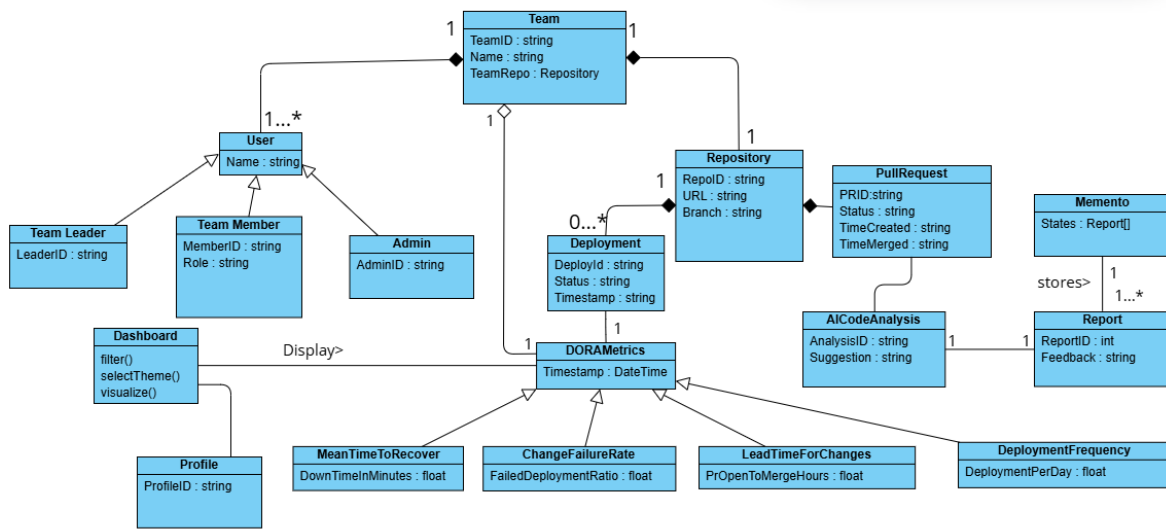 Team
TeamID : string
Name : string
TeamRepo : Repository
1
1
1
1...*
1
User
Name : string
Team Leader
LeaderID : string
Team Member
MemberID : string
Role : string
Admin
AdminID : string
Repository
RepoID : string
URL : string
Branch : string
1
0...*
Deployment
DeployId : string
Status : string
Timestamp : string
1
PullRequest
PRID:string
Status : string
TimeCreated : string
TimeMerged : string
Memento
States : Report[]
stores>
1
1...*
AICodeAnalysis
AnalysisID : string
Suggestion : string
1
1
Report
ReportID : int
Feedback : string
Dashboard
filter()
selectTheme()
visualize()
Display>
1
DORAMetrics
Timestamp : DateTime
Profile
ProfileID : string
MeanTimeToRecover
DownTimeInMinutes : float
ChangeFailureRate
FailedDeploymentRatio : float
LeadTimeForChanges
PrOpenToMergeHours : float
DeploymentFrequency
DeploymentPerDay : float